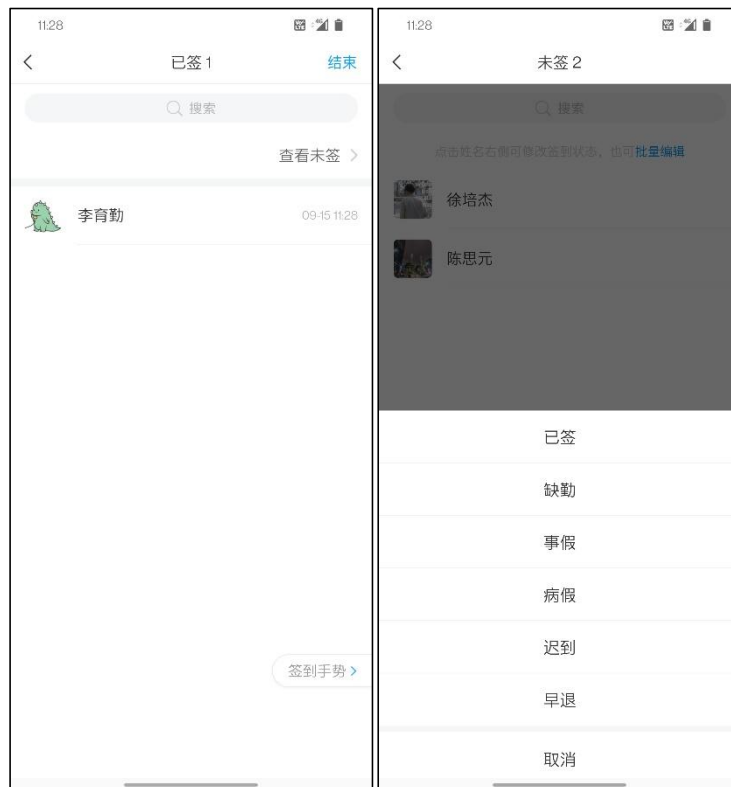 11:28
已签 1
结束
搜索
查看未签
李育勤
09-15 11:28
签到手势
11:28
未签 2
搜索
点击姓名右侧可修改签到状态，也可批量编辑
徐培杰
陈思元
已签
缺勤
事假
病假
迟到
早退
取消